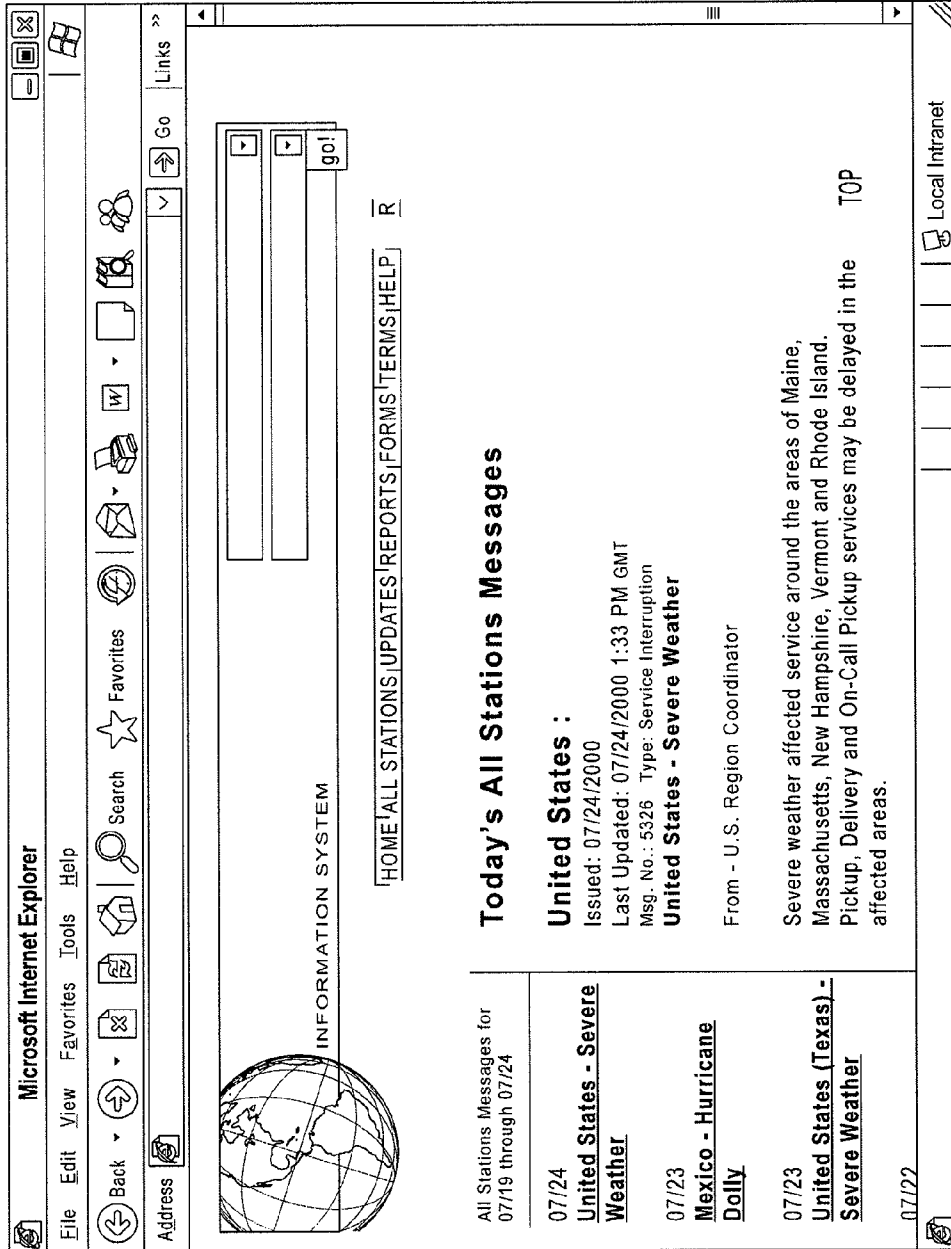 Microsoft Internet Explorer
File Edit View Favorites Tools Help
Back Search Favorites W
Address Go Links »
go!
INFORMATION SYSTEM
HOME ALL STATIONS UPDATES REPORTS FORMS TERMS HELP R
All Stations Messages for
07/19 through 07/24
07/24
United States - Severe
Weather
07/23
Mexico - Hurricane
Dolly
07/23
United States (Texas) -
Severe Weather
07/22
Today's All Stations Messages
United States :
Issued: 07/24/2000
Last Updated: 07/24/2000 1:33 PM GMT
Msg. No.: 5326 Type: Service Interruption
United States - Severe Weather
From - U.S. Region Coordinator
Severe weather affected service around the areas of Maine,
Massachusetts, New Hampshire, Vermont and Rhode Island.
Pickup, Delivery and On-Call Pickup services may be delayed in the
affected areas.
TOP
Local Intranet